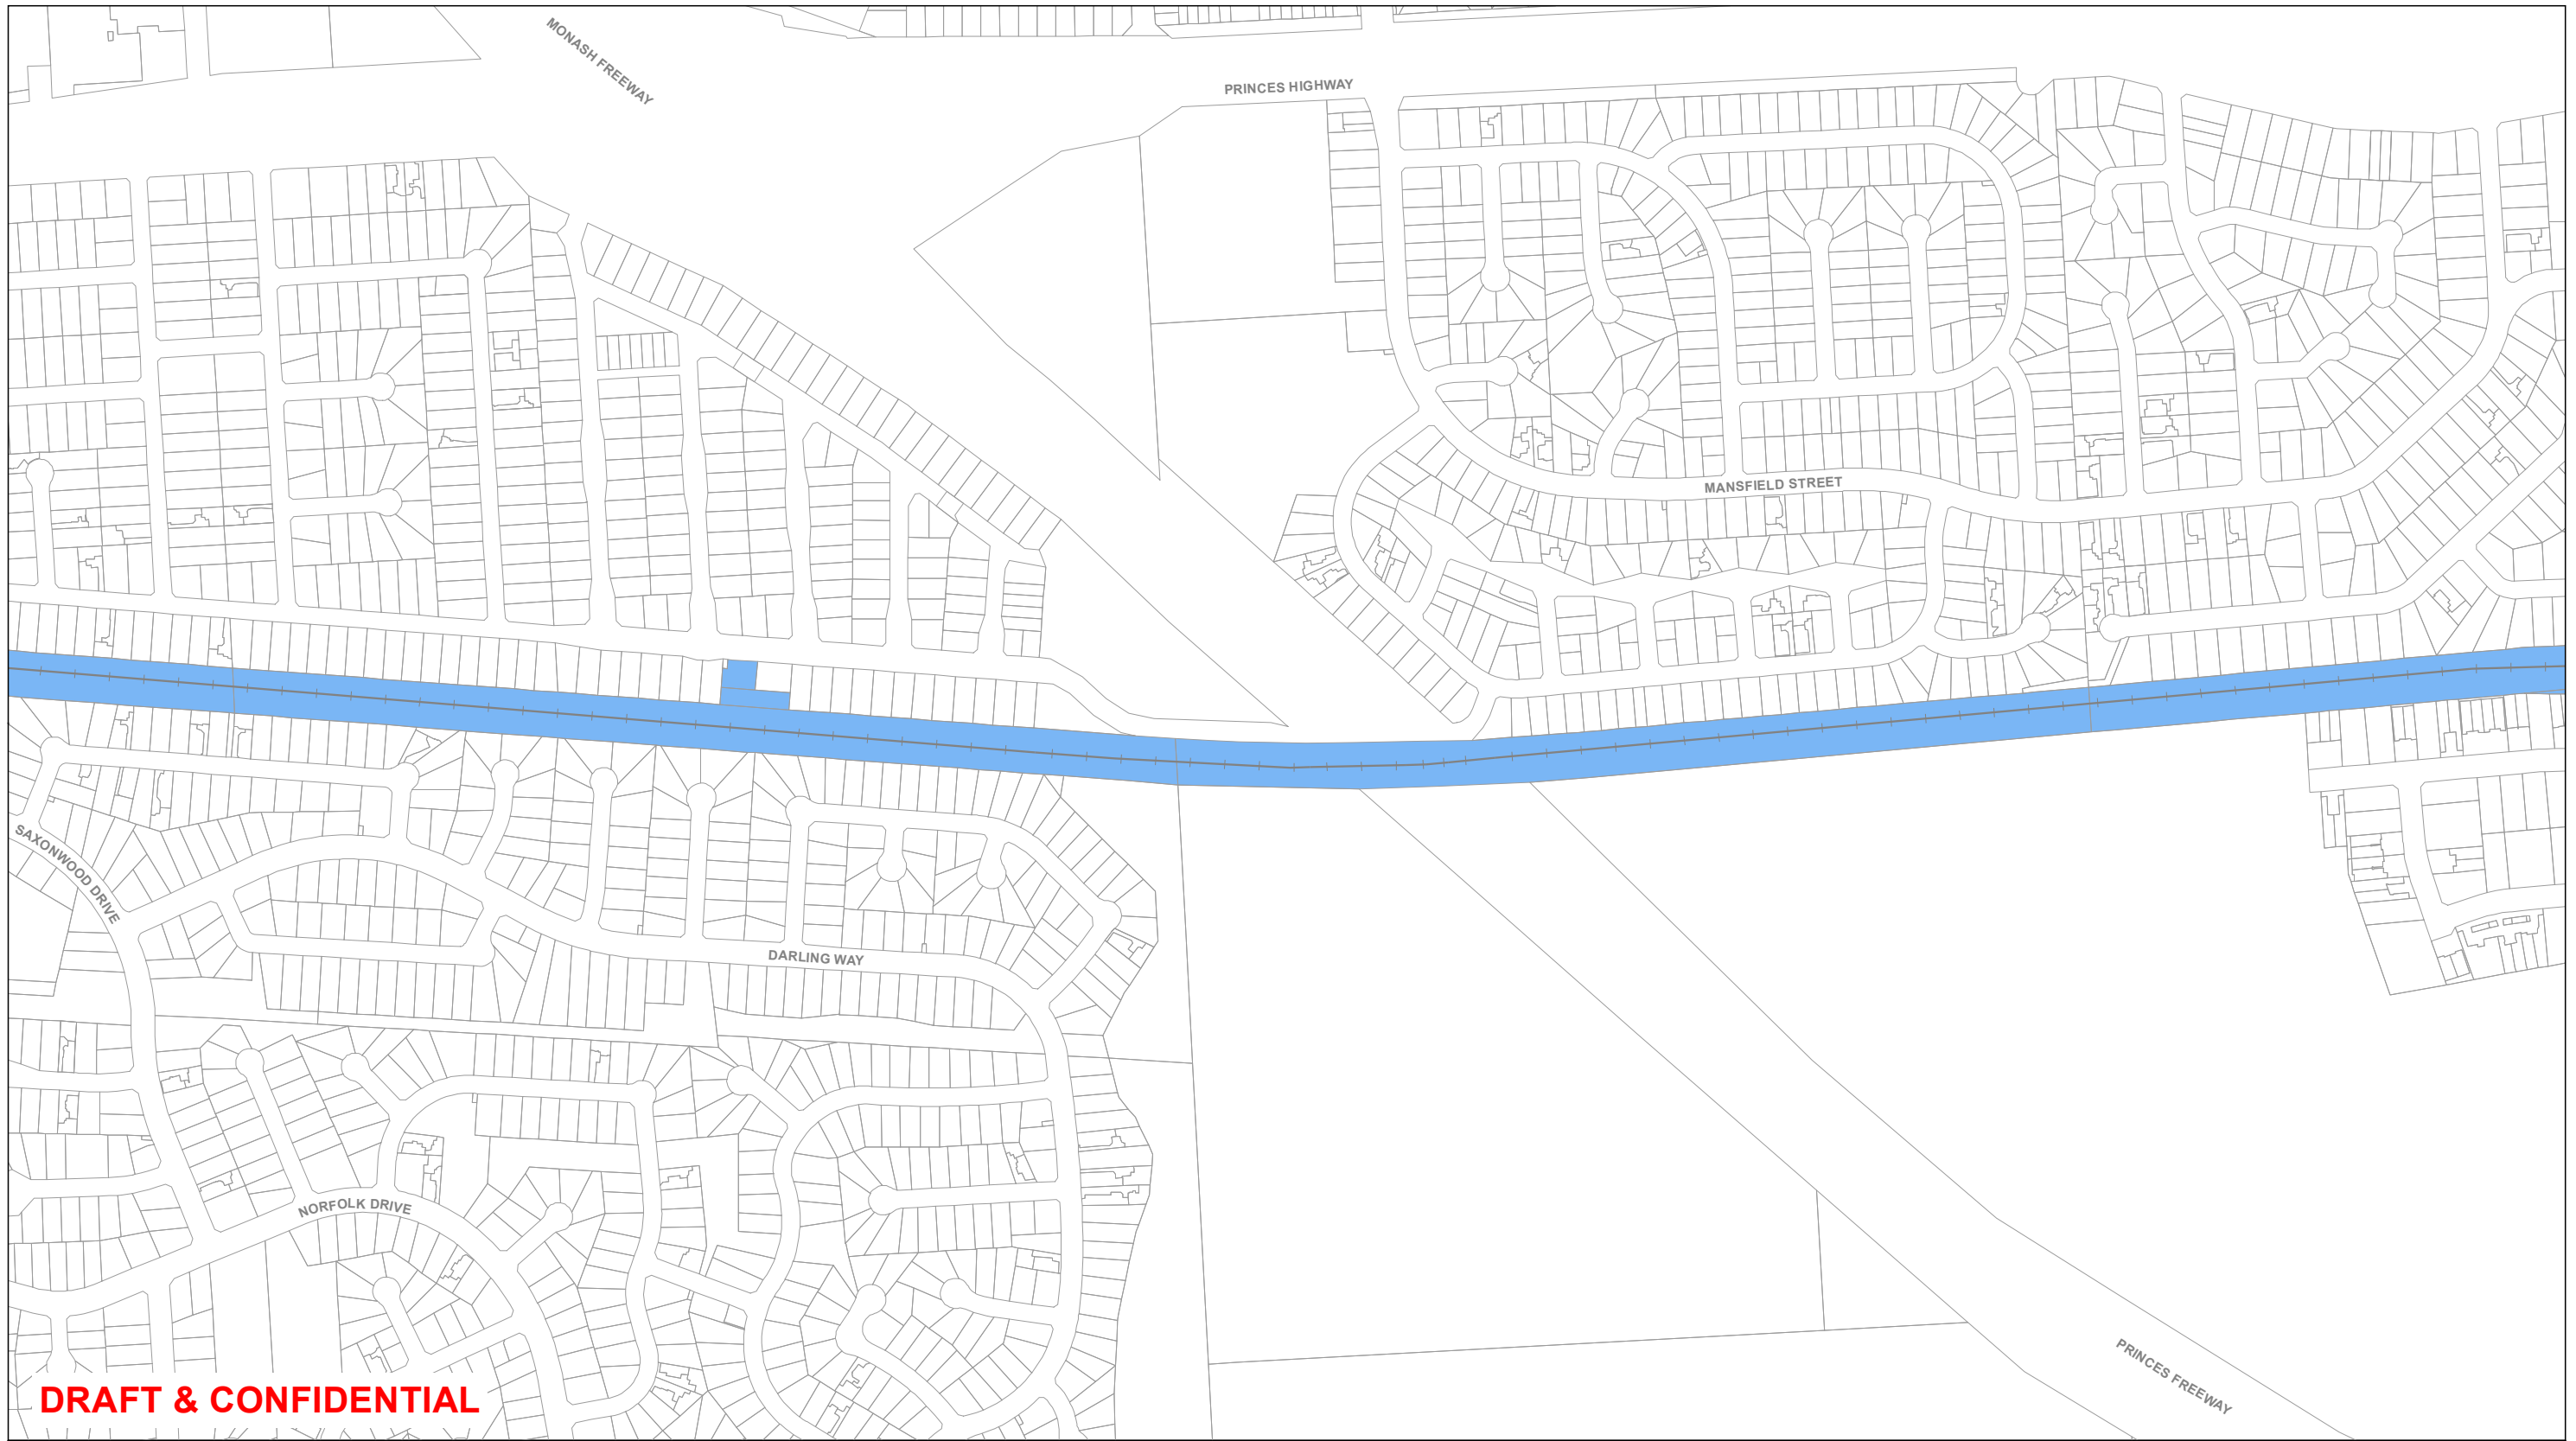 MONASH FREEWAY
PRINCES HIGHWAY
MANSFIELD STREET
SAXONWOOD DRIVE
DARLING WAY
NORFOLK DRIVE
PRINCES FREEWAY
DRAFT & CONFIDENTIAL